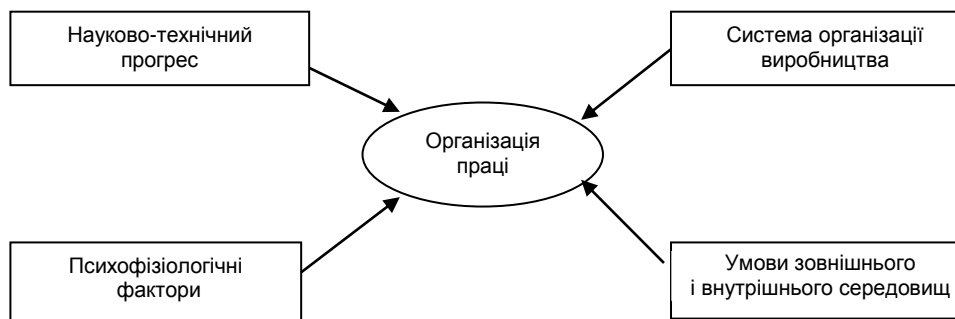 Науково-технічний
прогрес
Система організації
виробництва
Організація
праці
Психофізіологічні
фактори
Умови зовнішнього
і внутрішнього середовищ